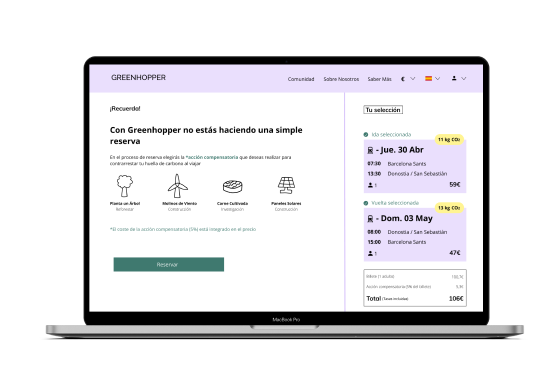 GREENHOPPER
Comunidad Sobre Nosotros Saber Más €
¡Recuerda!
Con Greenhopper no estás haciendo una simple
reserva
En el proceso de reserva elegirás la *acción compensatoria que deseas realizar para
contrarrestar tu huella de carbono al viajar
Planta un Árbol
Reforestar
Molinos de Viento
Construcción
Carne Cultivada
Investigación
Paneles Solares
Construcción
*El coste de la acción compensatoria (5%) está integrado en el precio
Reservar
Tu selección
Ida seleccionada
11 kg CO2
- Jue. 30 Abr
07:30 Barcelona Sants
13:30 Donostia / San Sebastián
1 59€
Vuelta seleccionada
13 kg CO2
- Dom. 03 May
08:00 Donostia / San Sebastián
15:00 Barcelona Sants
1 47€
Billete (1 adulto)
Acción compensatoria (5% del billete)
Total (Tasas incluidas) 106€
MacBook Pro